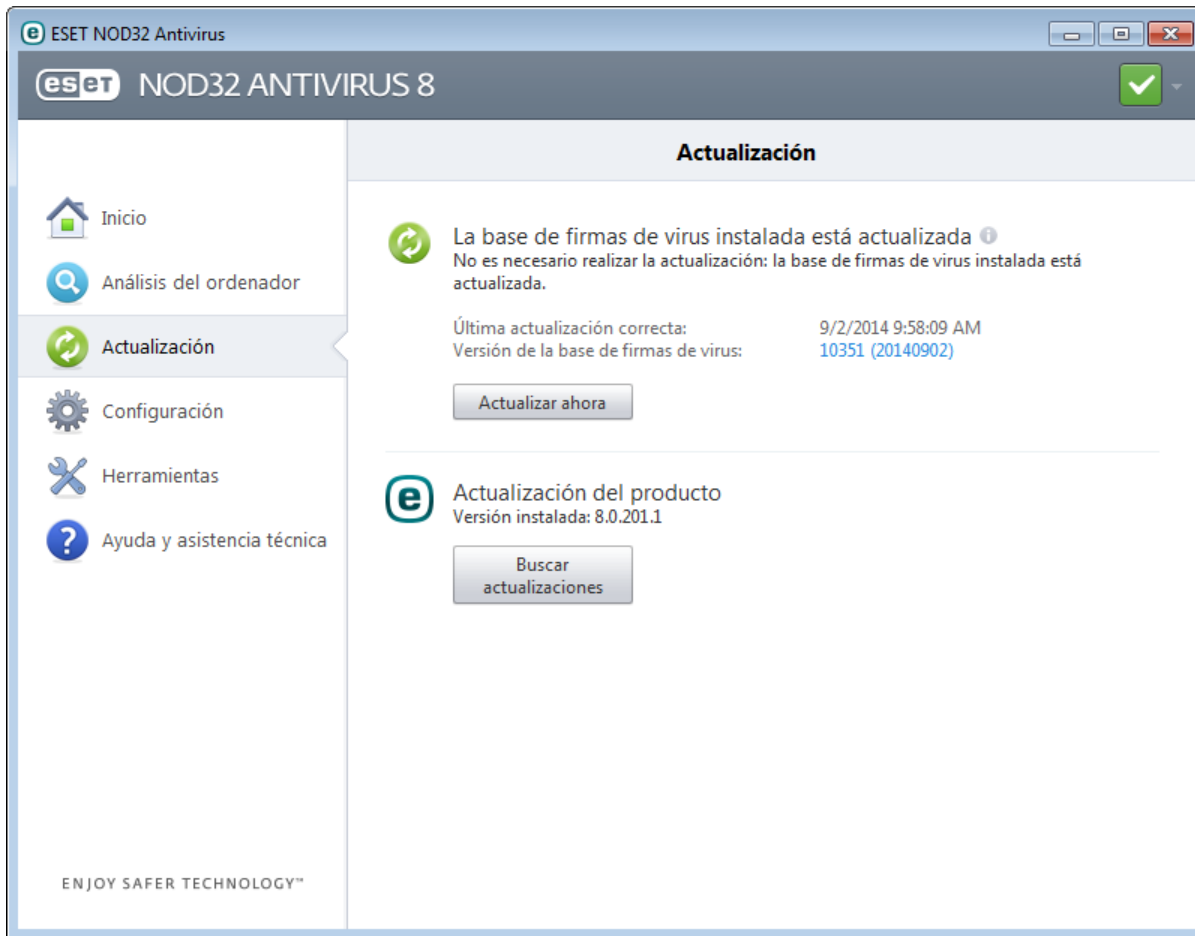 ESET NOD32 Antivirus
eset NOD32 ANTIVIRUS 8
Actualización
Inicio
Análisis del ordenador
Actualización
Configuración
Herramientas
Ayuda y asistencia técnica
La base de firmas de virus instalada está actualizada
No es necesario realizar la actualización: la base de firmas de virus instalada está
actualizada.
Última actualización correcta: 9/2/2014 9:58:09 AM
Versión de la base de firmas de virus: 10351 (20140902)
Actualizar ahora
Actualización del producto
Versión instalada: 8.0.201.1
Buscar
actualizaciones
ENJOY SAFER TECHNOLOGY™